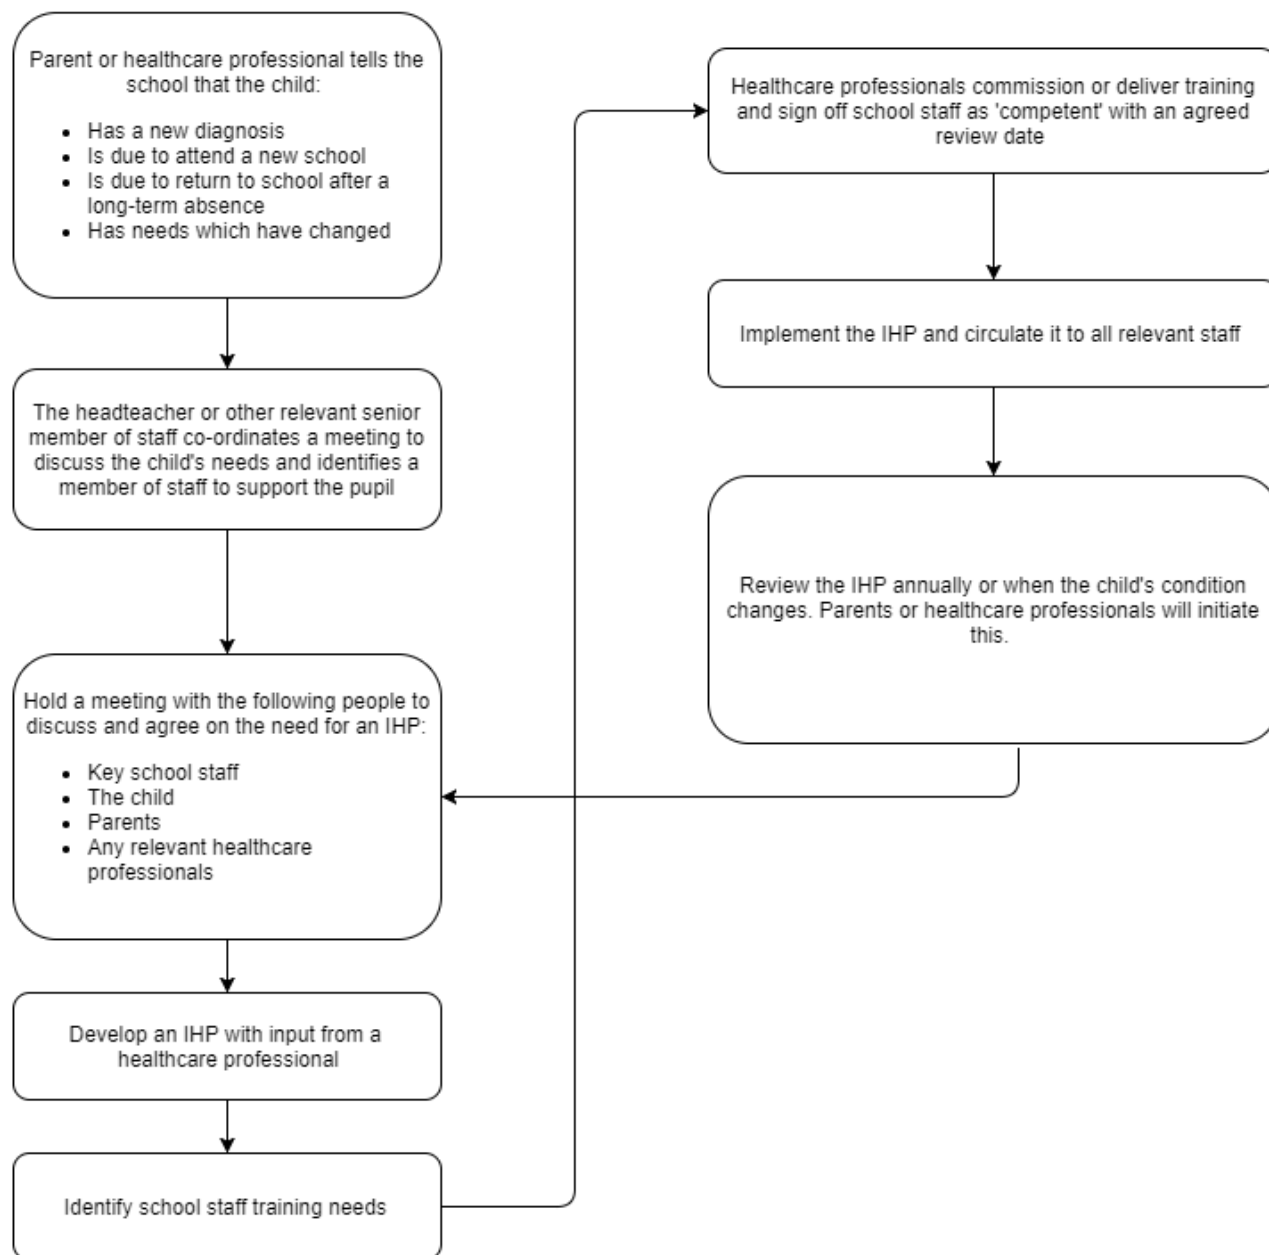 Parent or healthcare professional tells the
school that the child:
• Has a new diagnosis
• Is due to attend a new school
• Is due to return to school after a
long-term absence
• Has needs which have changed
The headteacher or other relevant senior
member of staff co-ordinates a meeting to
discuss the child's needs and identifies a
member of staff to support the pupil
Hold a meeting with the following people to
discuss and agree on the need for an IHP:
• Key school staff
• The child
• Parents
• Any relevant healthcare
professionals
Develop an IHP with input from a
healthcare professional
Identify school staff training needs
Healthcare professionals commission or deliver training
and sign off school staff as 'competent' with an agreed
review date
Implement the IHP and circulate it to all relevant staff
Review the IHP annually or when the child's condition
changes. Parents or healthcare professionals will initiate
this.